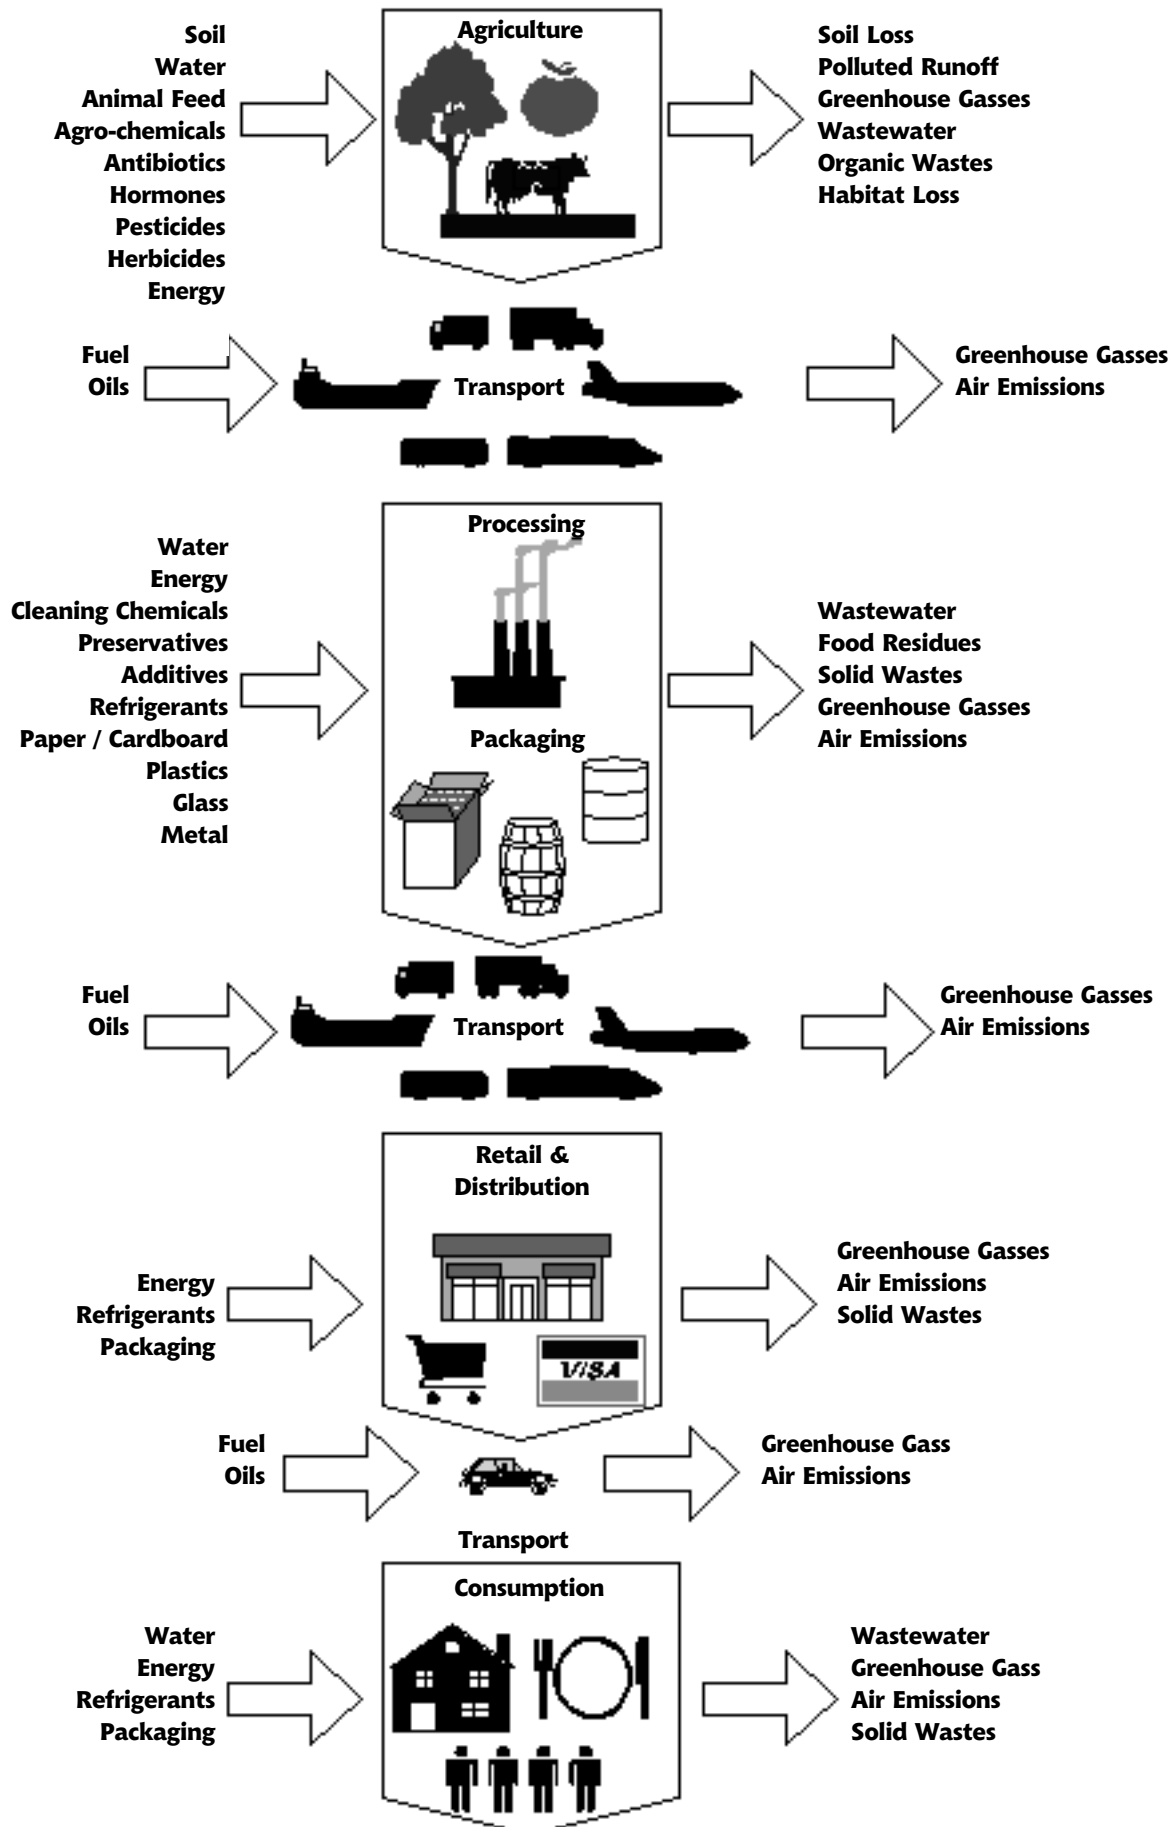 Agriculture
Soil
Water
Animal Feed
Agro-chemicals
Antibiotics
Hormones
Pesticides
Herbicides
Energy
Soil Loss
Polluted Runoff
Greenhouse Gasses
Wastewater
Organic Wastes
Habitat Loss
Fuel
Oils
Transport
Greenhouse Gasses
Air Emissions
Processing
Water
Energy
Cleaning Chemicals
Preservatives
Additives
Refrigerants
Paper / Cardboard
Plastics
Glass
Metal
Packaging
Wastewater
Food Residues
Solid Wastes
Greenhouse Gasses
Air Emissions
Fuel
Oils
Transport
Greenhouse Gasses
Air Emissions
Retail &
Distribution
Energy
Refrigerants
Packaging
VISA
Greenhouse Gasses
Air Emissions
Solid Wastes
Fuel
Oils
Transport
Greenhouse Gass
Air Emissions
Consumption
Water
Energy
Refrigerants
Packaging
Wastewater
Greenhouse Gass
Air Emissions
Solid Wastes